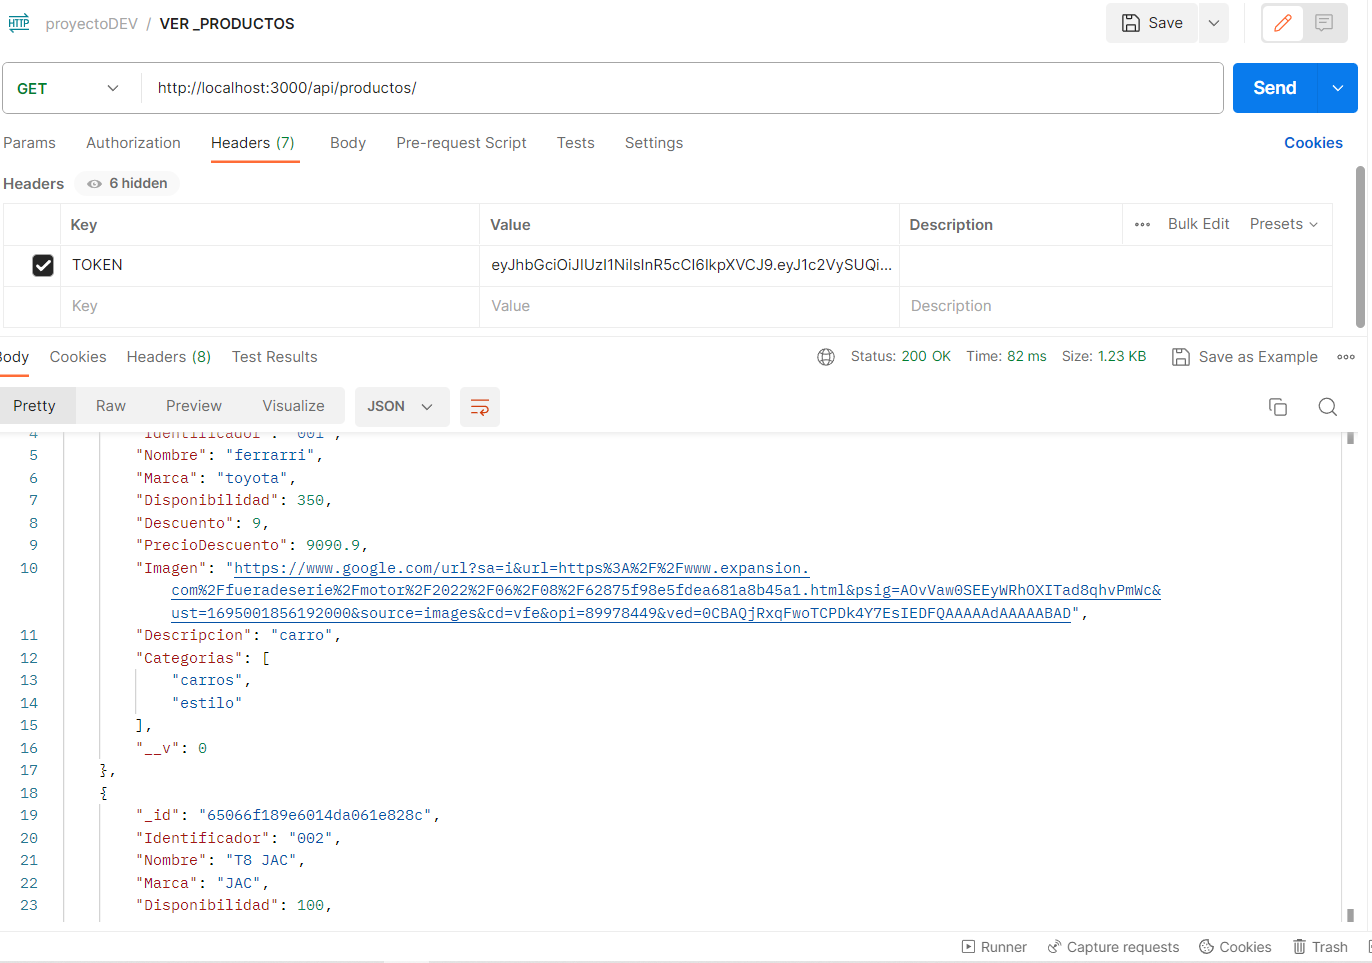 HTTP proyectoDEV / VER _PRODUCTOS Save
GET http://localhost:3000/api/productos/ Send
Params Authorization Headers (7) Body Pre-request Script Tests Settings Cookies
Headers 6 hidden
Key Value Description ••• Bulk Edit Presets
TOKEN eyJhbGciOiJIUzI1NiIsInR5cCI6IkpXVCJ9.eyJ1c2VySUQi...
Key Value Description
Body Cookies Headers (8) Test Results Status: 200 OK Time: 82 ms Size: 1.23 KB Save as Example
Pretty Raw Preview Visualize JSON
4 "Identificador": "001",
5 "Nombre": "ferrarri",
6 "Marca": "toyota",
7 "Disponibilidad": 350,
8 "Descuento": 9,
9 "PrecioDescuento": 9090.9,
10 "Imagen": "https://www.google.com/url?sa=i&url=https%3A%2F%2Fwww.expansion.
com%2Ffueradeserie%2Fmotor%2F2022%2F06%2F08%2F62875f98e5fdea681a8b45a1.html&psig=AOvVaw0SEEyWRhOXITad8qhvPmWc&
ust=1695001856192000&source=images&cd=vfe&opi=89978449&ved=0CBAQjRxqFwoTCPDk4Y7EsIEDFQAAAAAdAAAAABAD",
11 "Descripcion": "carro",
12 "Categorias": [
13 "carros",
14 "estilo"
15 ],
16 "__v": 0
17 },
18 {
19 "_id": "65066f189e6014da061e828c",
20 "Identificador": "002",
21 "Nombre": "T8 JAC",
22 "Marca": "JAC",
23 "Disponibilidad": 100,
Runner Capture requests Cookies Trash